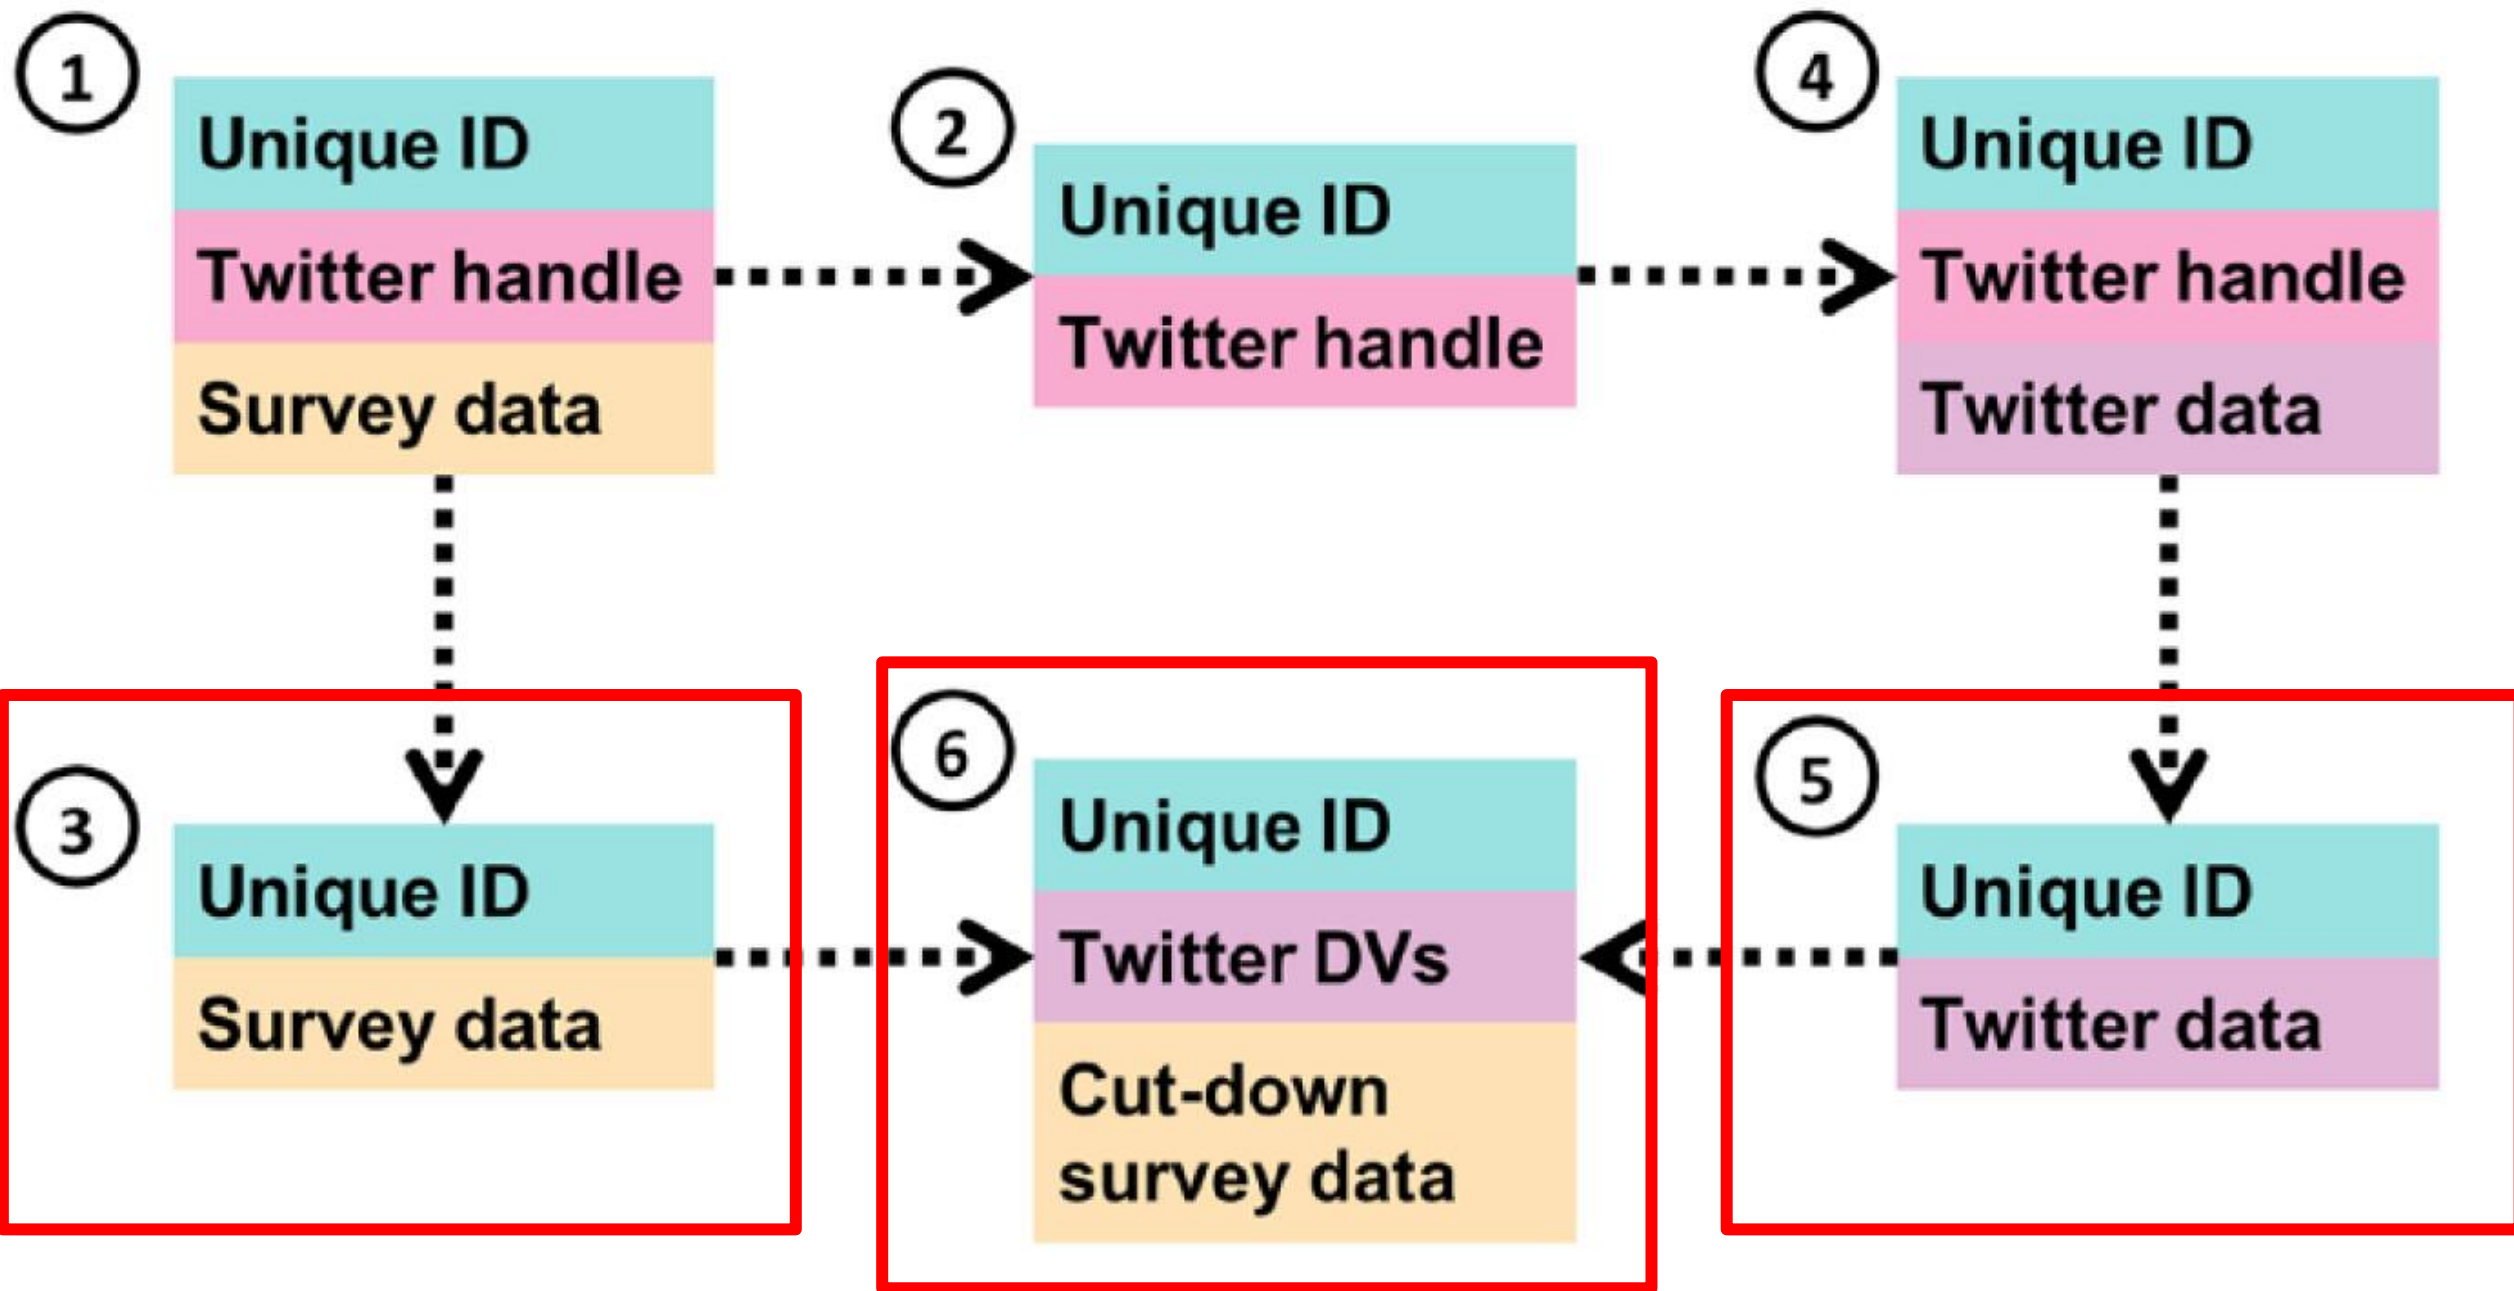 1
Unique ID
Twitter handle
Survey data
2
Unique ID
Twitter handle
4
Unique ID
Twitter handle
Twitter data
3
Unique ID
Survey data
6
Unique ID
Twitter DVs
Cut-down
survey data
5
Unique ID
Twitter data